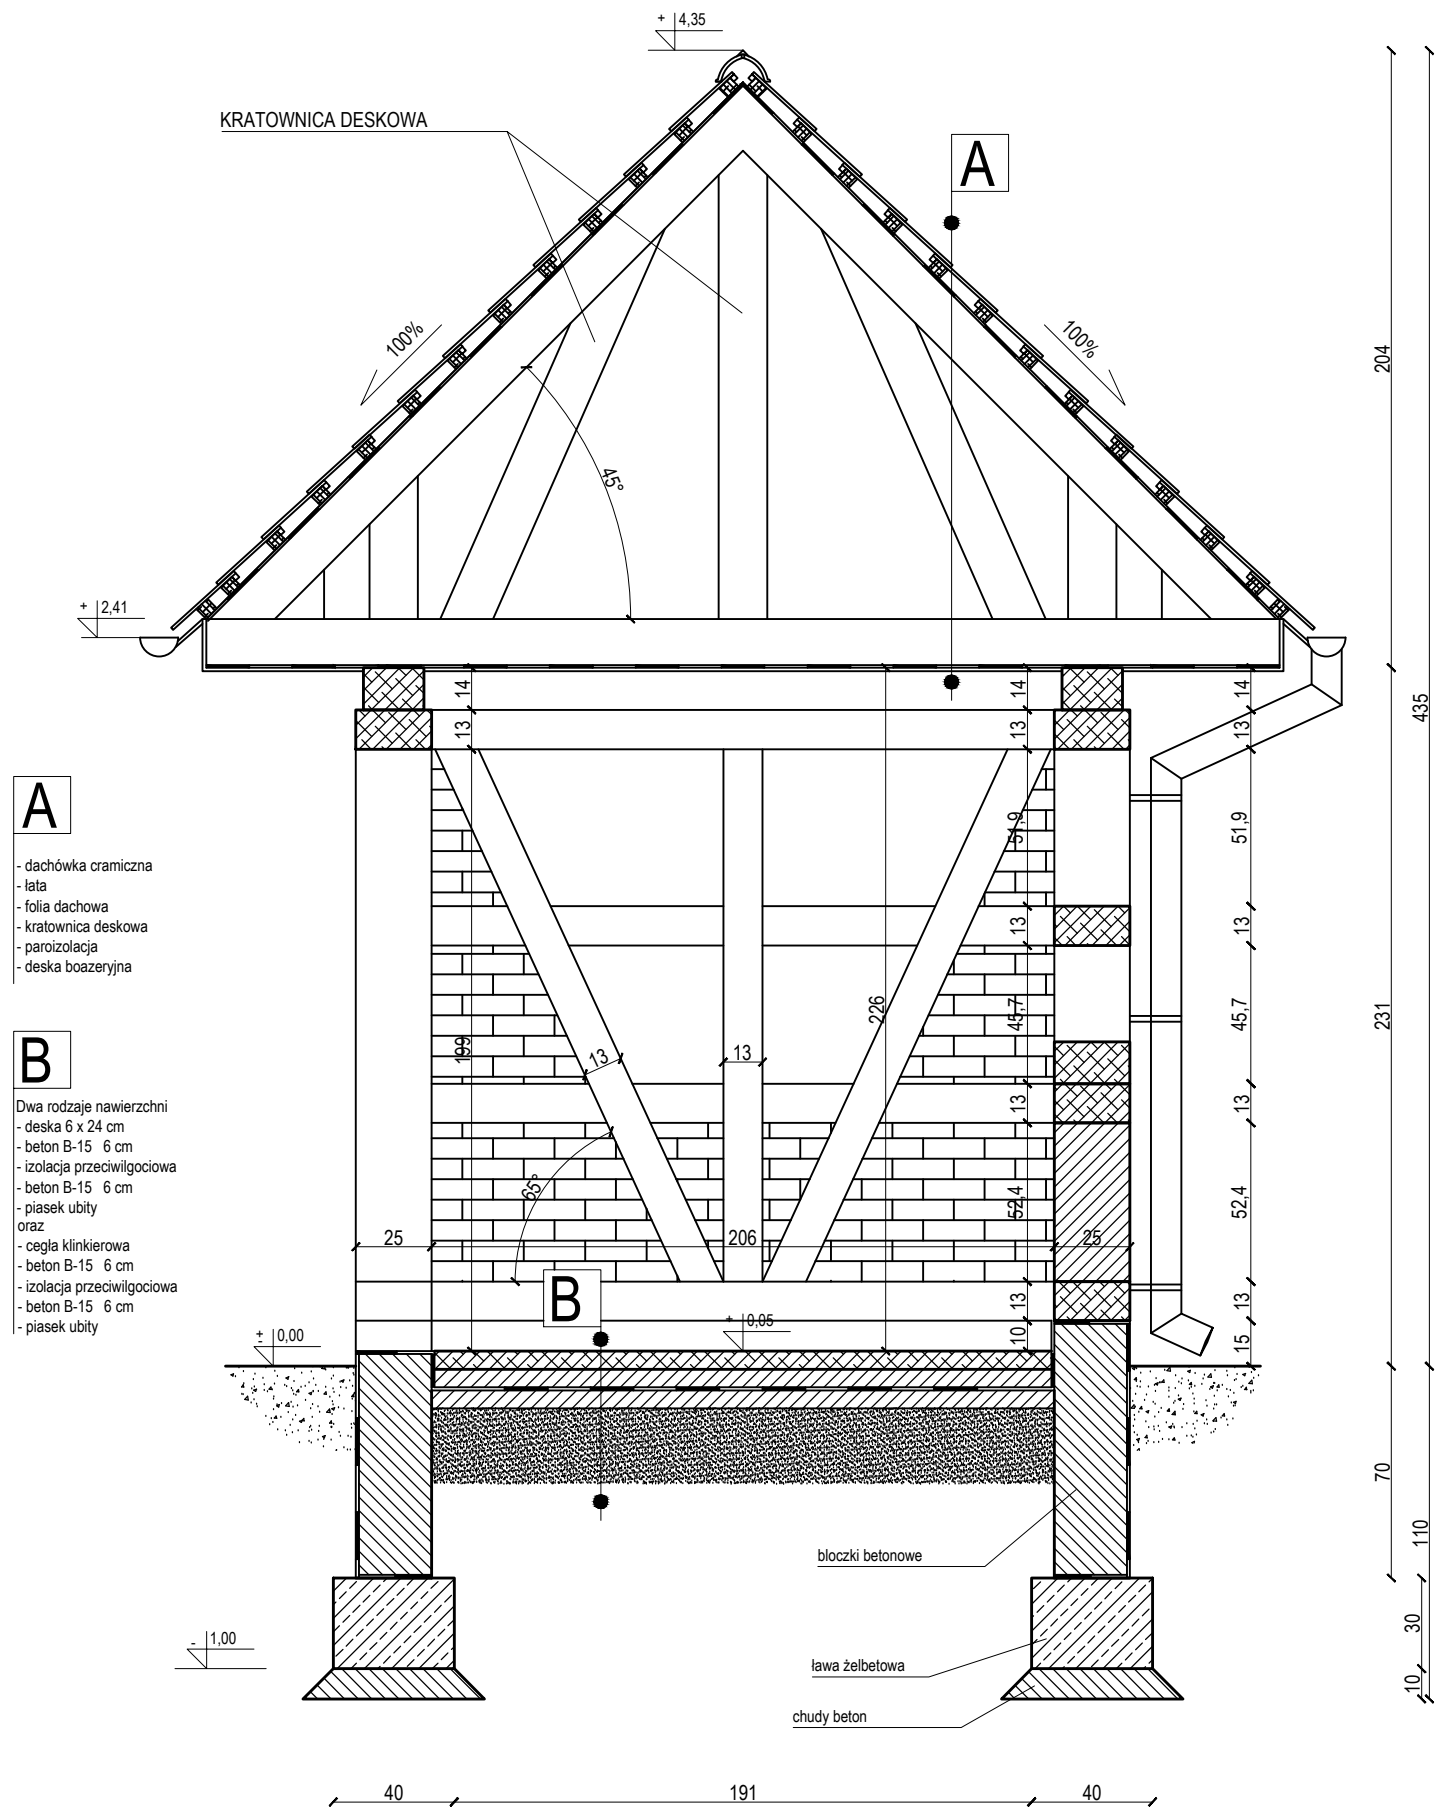 + 4,35
KRATOWNICA DESKOWA
A
100%
100%
204
45°
+ 2,41
14
14
14
435
13
13
13
A
- dachówka cramiczna
- łata
- folia dachowa
- kratownica deskowa
- paroizolacja
- deska boazeryjna
51,9
51,9
13
13
199
226
45,7
45,7
231
13
13
13
13
B
Dwa rodzaje nawierzchni
- deska 6 x 24 cm
- beton B-15 6 cm
- izolacja przeciwilgociowa
- beton B-15 6 cm
- piasek ubity
oraz
- cegła klinkierowa
- beton B-15 6 cm
- izolacja przeciwilgociowa
- beton B-15 6 cm
- piasek ubity
65°
52,4
52,4
25
206
25
B
13
13
± 0,00
+ 0,05
10
15
70
110
bloczki betonowe
30
- 1,00
ława żelbetowa
10
chudy beton
40
191
40